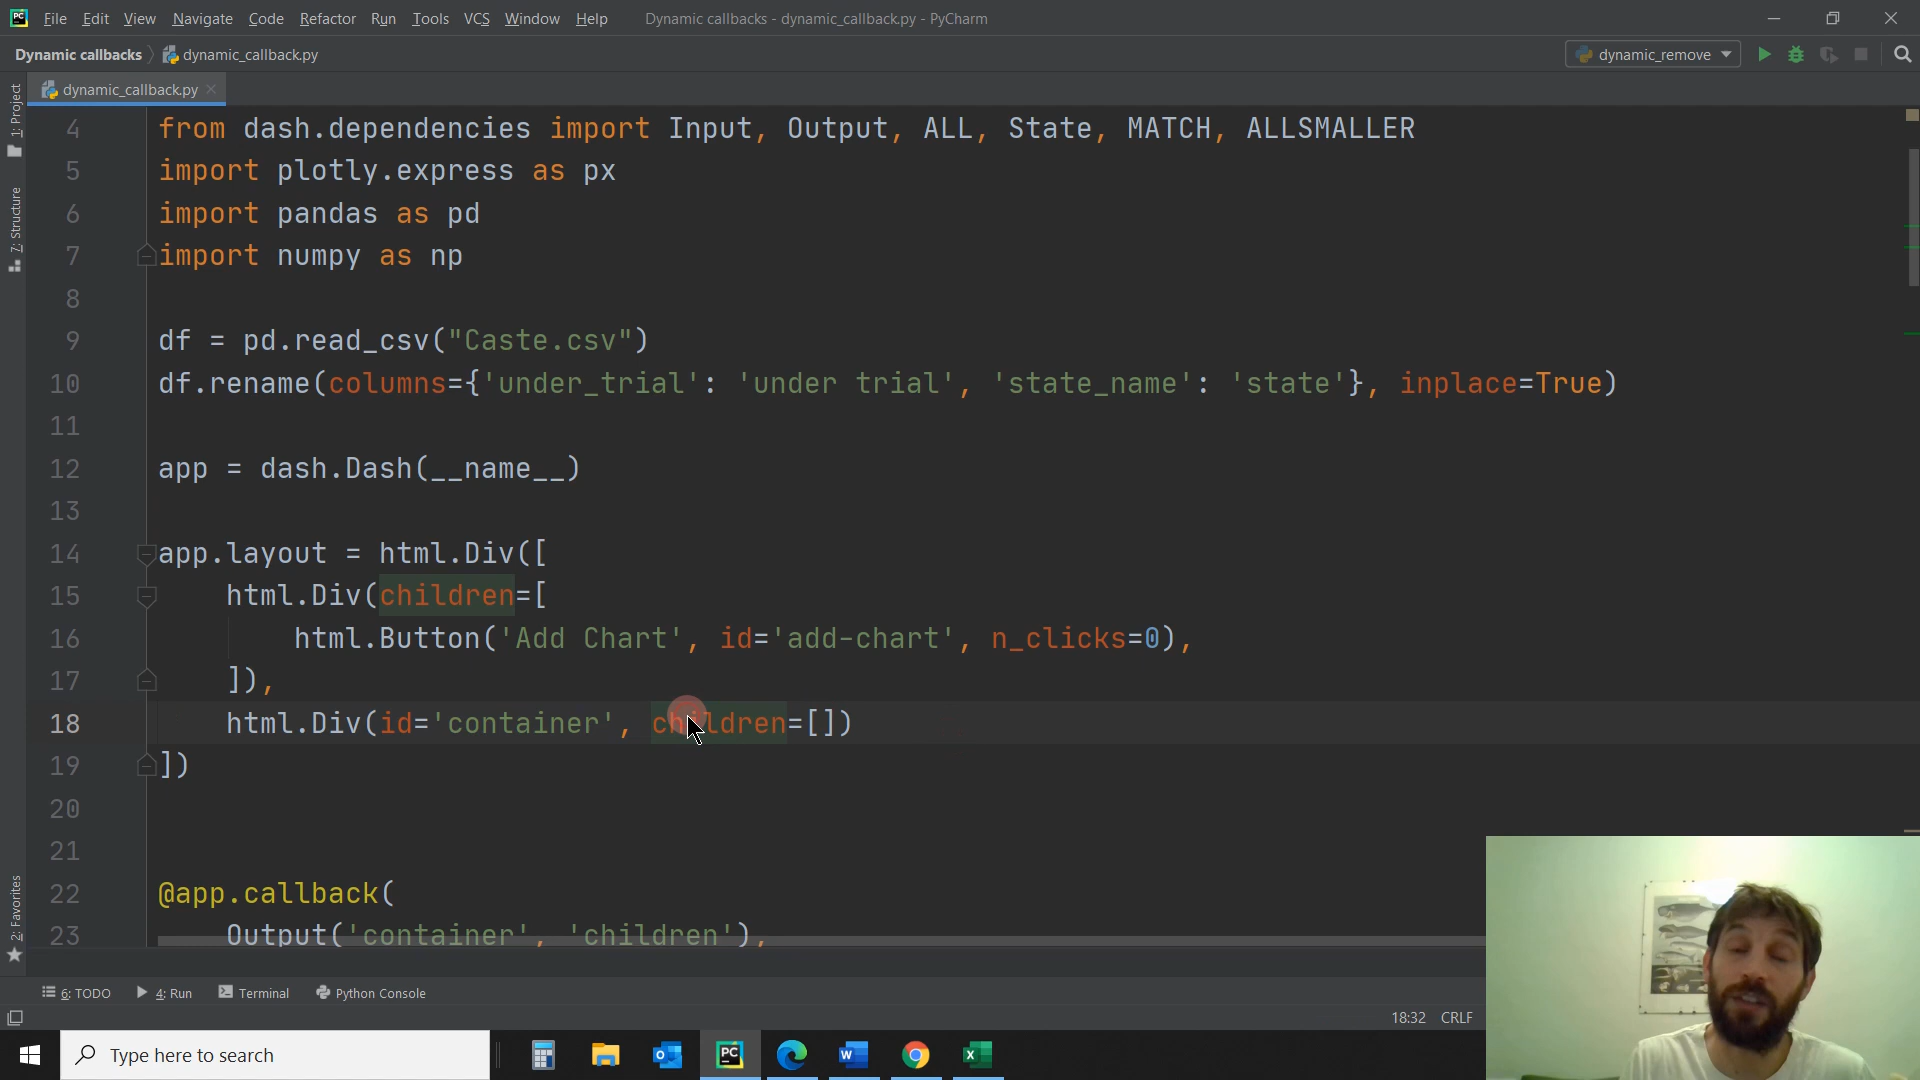 File Edit View Navigate Code Refactor Run Tools VCS Window Help Dynamic callbacks - dynamic_callback.py - PyCharm
Dynamic callbacks dynamic_callback.py dynamic_remove
dynamic_callback.py
1: Project
7: Structure
2: Favorites
4 from dash.dependencies import Input, Output, ALL, State, MATCH, ALLSMALLER
5 import plotly.express as px
6 import pandas as pd
7 import numpy as np
8
9 df = pd.read_csv("Caste.csv")
10 df.rename(columns={'under_trial': 'under trial', 'state_name': 'state'}, inplace=True)
11
12 app = dash.Dash(__name__)
13
14 app.layout = html.Div([
15 html.Div(children=[
16 html.Button('Add Chart', id='add-chart', n_clicks=0),
17 ]),
18 html.Div(id='container', children=[])
19 ])
20
21
22 @app.callback(
23 Output('container', 'children'),
6: TODO 4: Run Terminal Python Console
18:32 CRLF
Type here to search